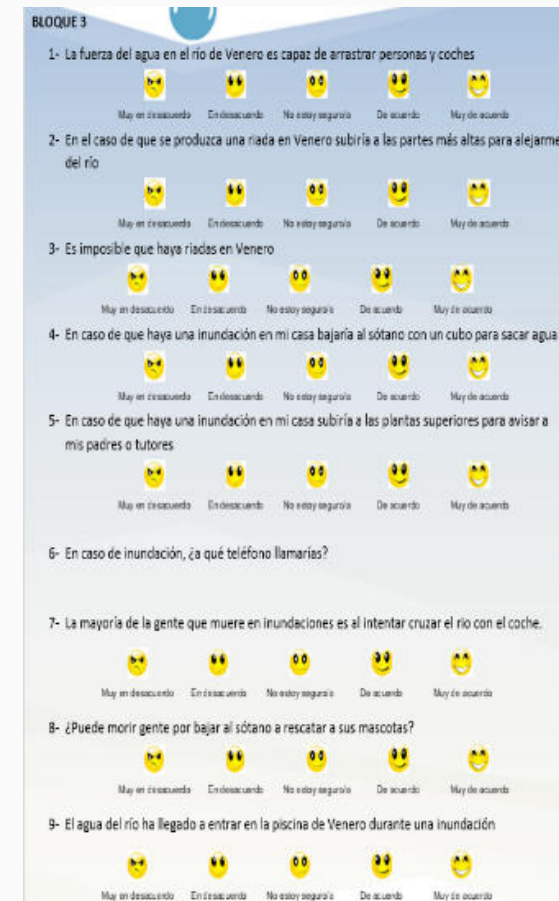 BLOQUE 3
1- La fuerza del agua en el río de Venero es capaz de arrastrar personas y coches
Muy en desacuerdo En desacuerdo No estoy seguro/a De acuerdo Muy de acuerdo
2- En el caso de que se produzca una riada en Venero subiría a las partes más altas para alejarme
del río
Muy en desacuerdo En desacuerdo No estoy seguro/a De acuerdo Muy de acuerdo
3- Es imposible que haya riadas en Venero
Muy en desacuerdo En desacuerdo No estoy seguro/a De acuerdo Muy de acuerdo
4- En caso de que haya una inundación en mi casa bajaría al sótano con un cubo para sacar agua
Muy en desacuerdo En desacuerdo No estoy seguro/a De acuerdo Muy de acuerdo
5- En caso de que haya una inundación en mi casa subiría a las plantas superiores para avisar a
mis padres o tutores
Muy en desacuerdo En desacuerdo No estoy seguro/a De acuerdo Muy de acuerdo
6- En caso de inundación, ¿a qué teléfono llamarías?
7- La mayoría de la gente que muere en inundaciones es al intentar cruzar el rio con el coche.
Muy en desacuerdo En desacuerdo No estoy seguro/a De acuerdo Muy de acuerdo
8- ¿Puede morir gente por bajar al sótano a rescatar a sus mascotas?
Muy en desacuerdo En desacuerdo No estoy seguro/a De acuerdo Muy de acuerdo
9- El agua del río ha llegado a entrar en la piscina de Venero durante una inundación
Muy en desacuerdo En desacuerdo No estoy seguro/a De acuerdo Muy de acuerdo